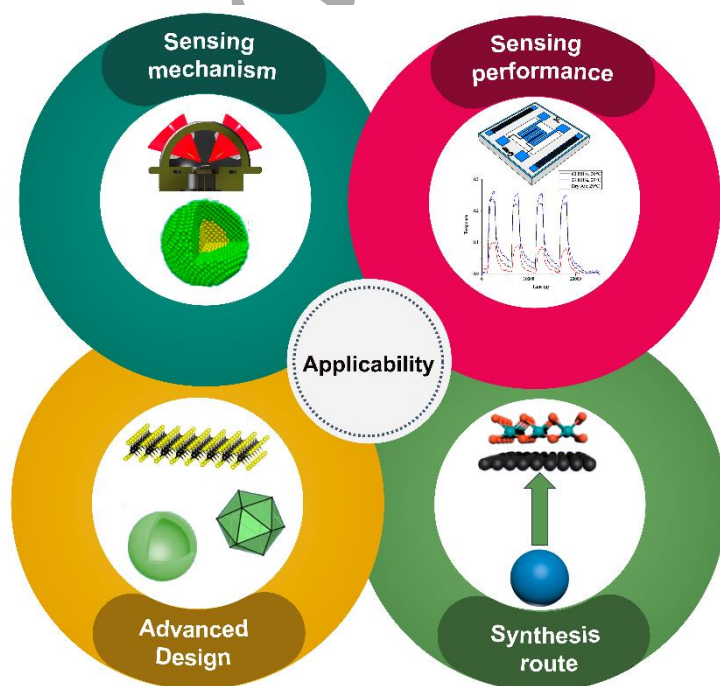 Sensing
mechanism
Sensing
performance
Applicability
Advanced
Design
Synthesis
route